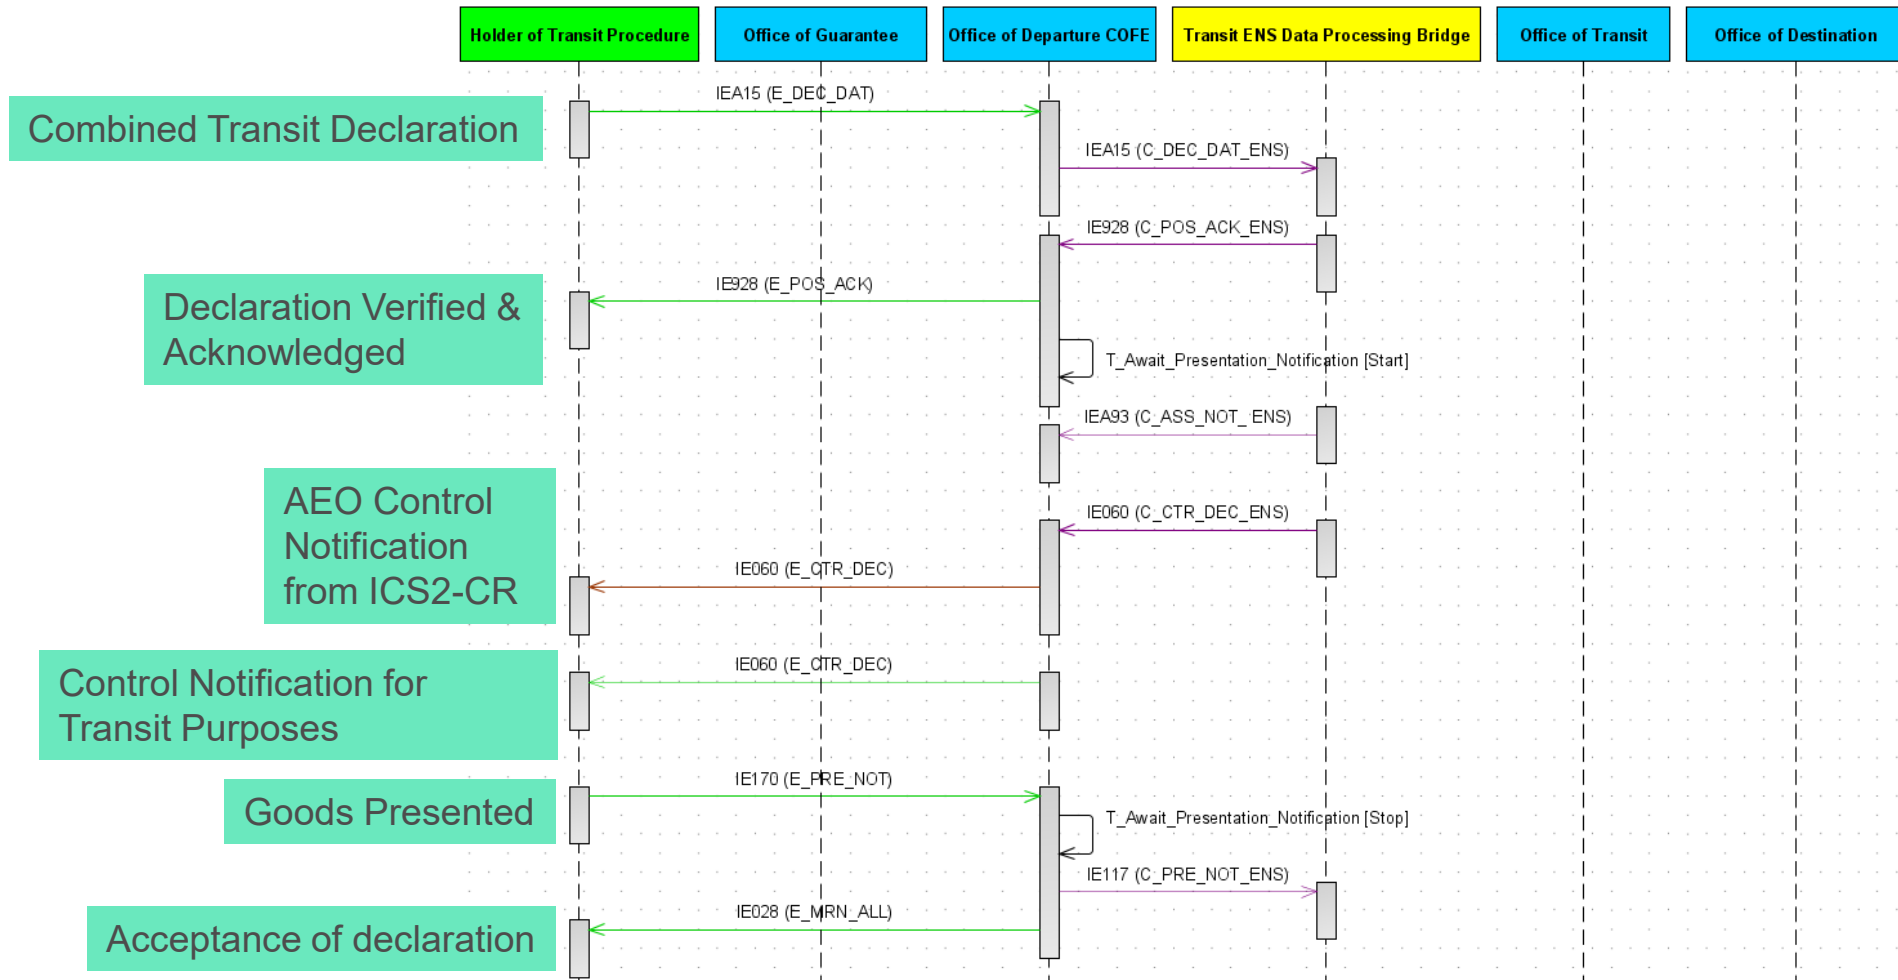 Holder of Transit Procedure
Office of Guarantee
Office of Departure COFE
Transit ENS Data Processing Bridge
Office of Transit
Office of Destination
IEA15 (E_DEC_DAT)
Combined Transit Declaration
IEA15 (C_DEC_DAT_ENS)
IE928 (C_POS_ACK_ENS)
IE928 (E_POS_ACK)
Declaration Verified &
Acknowledged
T_Await_Presentation_Notification [Start]
IEA93 (C_ASS_NOT_ ENS)
AEO Control
Notification
from ICS2-CR
IE060 (C_CTR_DEC_ENS)
IE060 (E_CTR_DEC)
IE060 (E_CTR_DEC)
Control Notification for
Transit Purposes
IE170 (E_PRE_NOT)
Goods Presented
T_Await_Presentation_Notification [Stop]
IE117 (C_PRE_NOT_ENS)
IE028 (E_MRN_ALL)
Acceptance of declaration